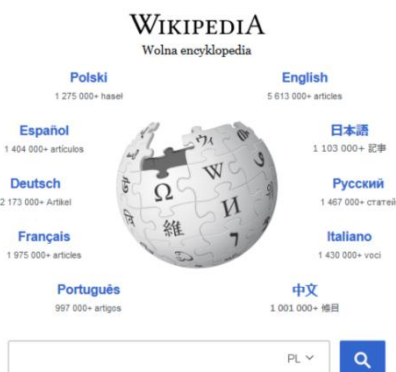 WIKIPEDIA
Wolna encyklopedia
Polski
1 275 000+ haseł
English
5 613 000+ articles
Español
1 404 000+ artículos
日本語
1 103 000+ 記事
Deutsch
2 173 000+ Artikel
Русский
1 467 000+ статей
Français
1 975 000+ articles
Italiano
1 430 000+ voci
Português
997 000+ artigos
中文
1 001 000+ 條目
Ω
W
И
維
7
PL